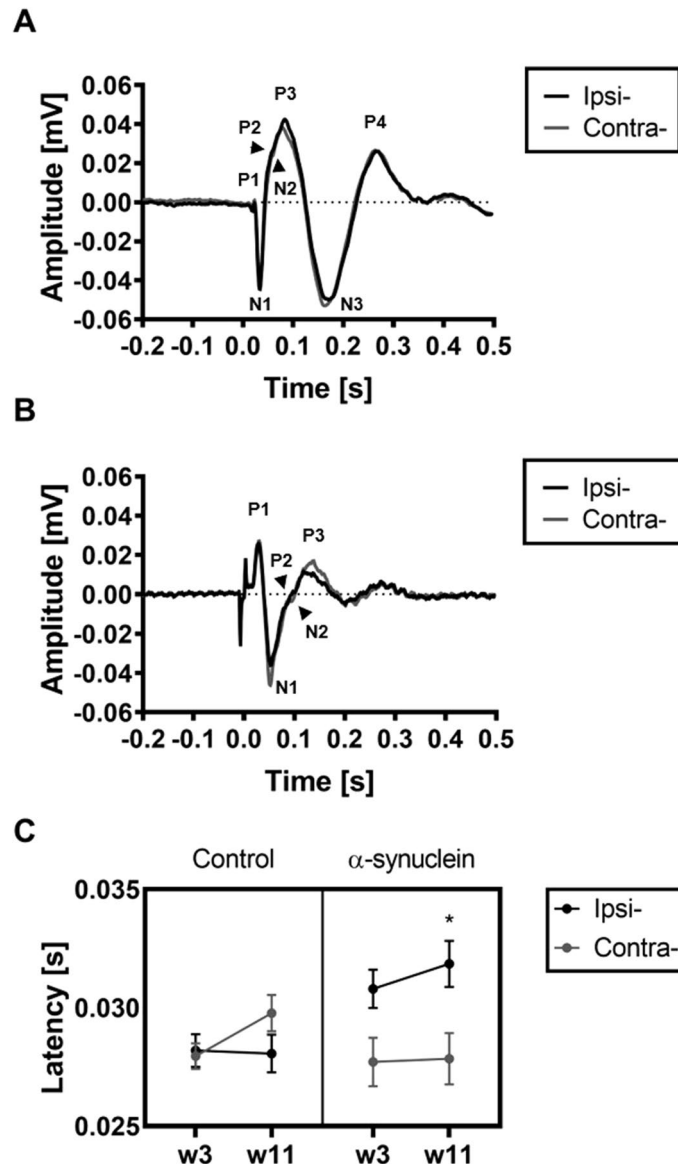 A
Amplitude [mV]
0.06
0.04
0.02
0.00
-0.02
-0.04
-0.06
P1
P2
P3
P4
N1
N2
N3
-0.2 -0.1 0.0 0.1 0.2 0.3 0.4 0.5
Time [s]
Ipsi-
Contra-
B
Amplitude [mV]
0.06
0.04
0.02
0.00
-0.02
-0.04
-0.06
P1
P2
P3
N1
N2
-0.2 -0.1 0.0 0.1 0.2 0.3 0.4 0.5
Time [s]
Ipsi-
Contra-
C
Control
α-synuclein
Latency [s]
0.035
0.030
0.025
*
w3 w11 w3 w11
Ipsi-
Contra-